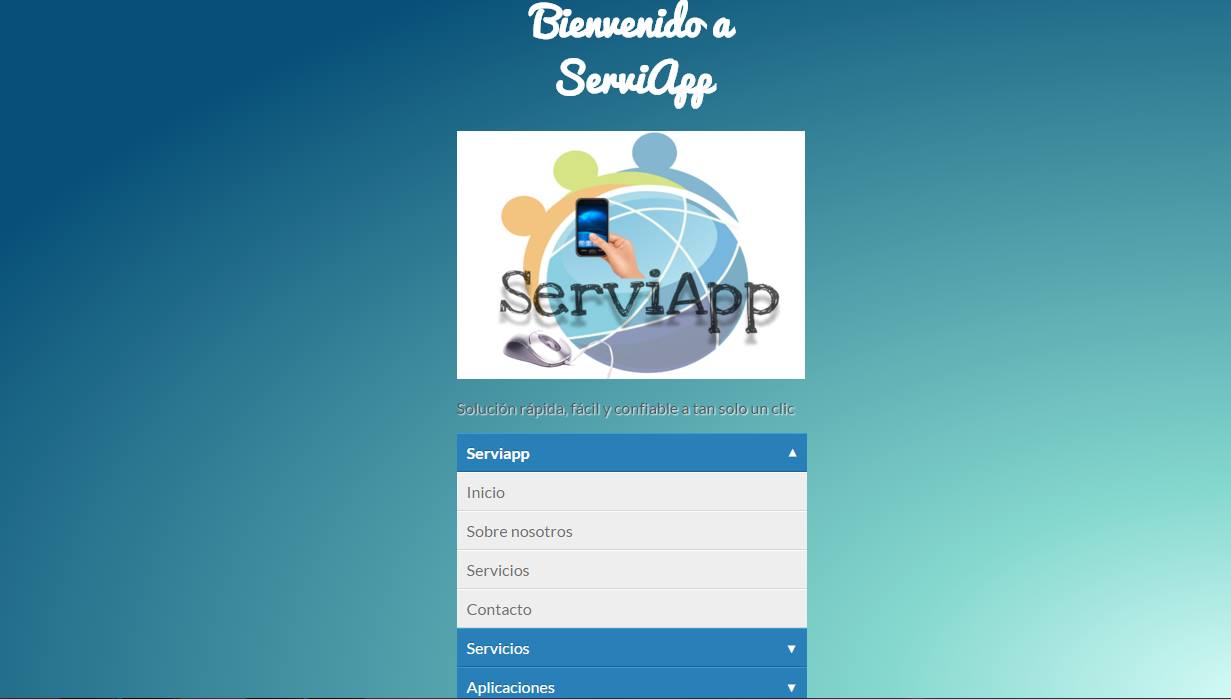 Bienvenido a
ServiApp
ServiApp
Solución rápida, fácil y confiable a tan solo un clic
Serviapp
Inicio
Sobre nosotros
Servicios
Contacto
Servicios
Aplicaciones